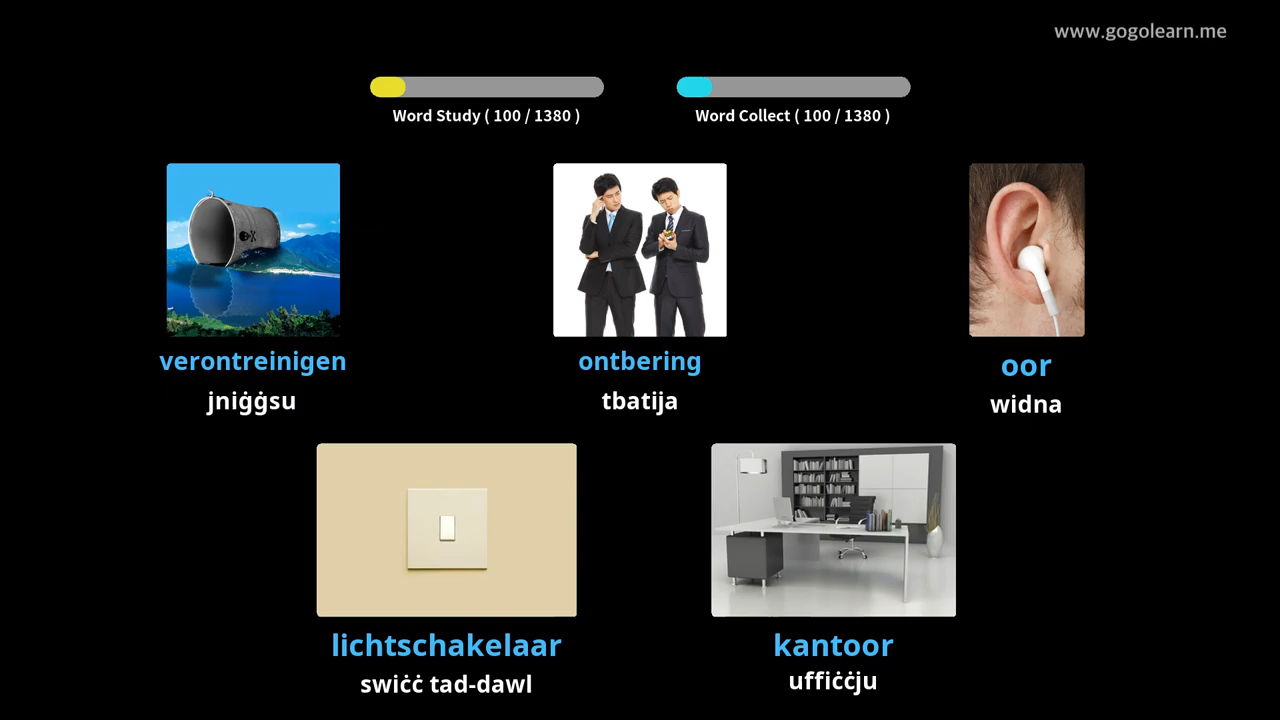 www.gogolearn.me
Word Study ( 100 / 1380 )
Word Collect ( 100 / 1380 )
verontreinigen
jniġġsu
ontbering
tbatija
oor
widna
lichtschakelaar
swiċċ tad-dawl
kantoor
uffiċċju